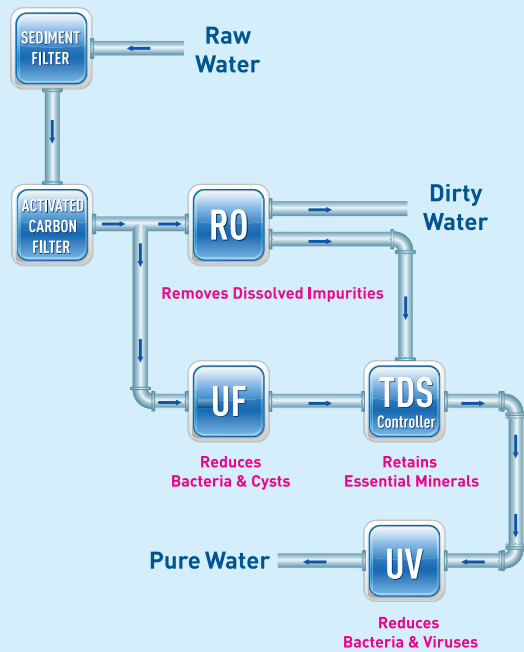 SEDIMENT
FILTER
Raw
Water
ACTIVATED
CARBON
FILTER
RO
Dirty
Water
Removes Dissolved Impurities
UF
TDS
Controller
Reduces
Bacteria & Cysts
Retains
Essential Minerals
Pure Water
UV
Reduces
Bacteria & Viruses